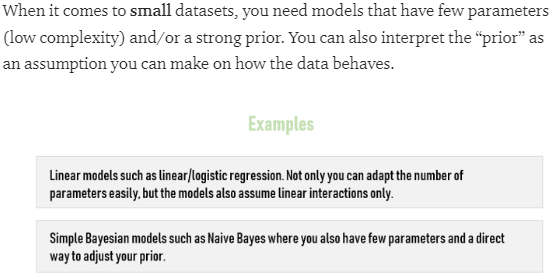 When it comes to small datasets, you need models that have few parameters
(low complexity) and/or a strong prior. You can also interpret the “prior” as
an assumption you can make on how the data behaves.
Examples
Linear models such as linear/logistic regression. Not only you can adapt the number of
parameters easily, but the models also assume linear interactions only.
Simple Bayesian models such as Naive Bayes where you also have few parameters and a direct
way to adjust your prior.